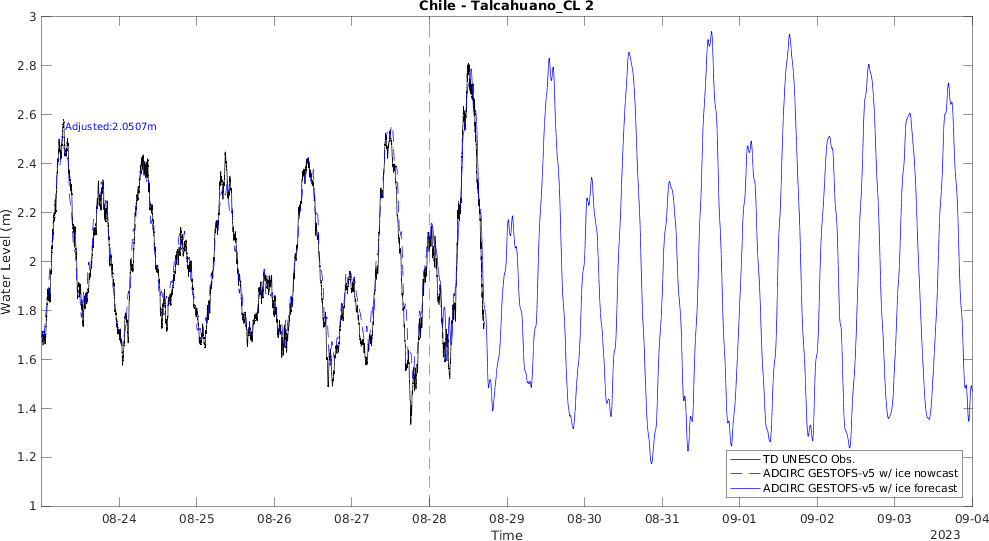 Chile - Talcahuano_CL 2
3
2.8
2.6
2.4
2.2
2
1.8
1.6
1.4
1.2
1
Water Level (m)
Adjusted:2.0507m
TD UNESCO Obs.
ADCIRC GESTOFS-v5 w/ ice nowcast
ADCIRC GESTOFS-v5 w/ ice forecast
08-24 08-25 08-26 08-27 08-28 08-29 08-30 08-31 09-01 09-02 09-03 09-04
Time
2023